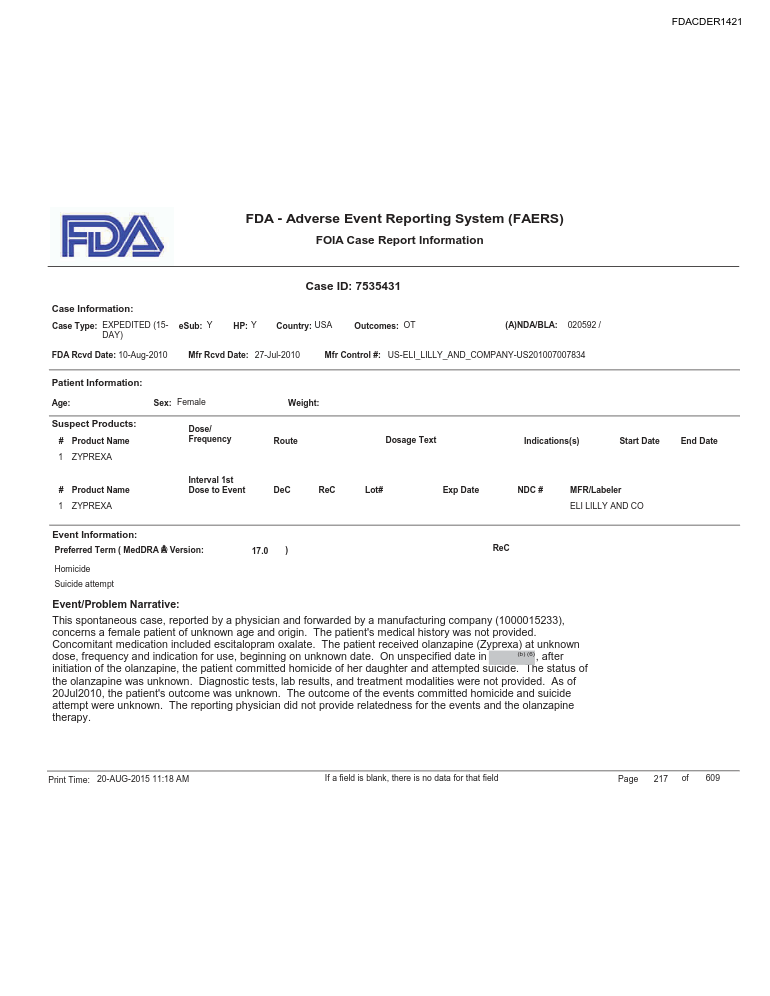 FDACDER1421
FDA
FDA - Adverse Event Reporting System (FAERS)
FOIA Case Report Information
Case ID: 7535431
Case Information:
Case Type: EXPEDITED (15-DAY) eSub: Y HP: Y Country: USA Outcomes: OT (A)NDA/BLA: 020592 /
FDA Rcvd Date: 10-Aug-2010 Mfr Rcvd Date: 27-Jul-2010 Mfr Control #: US-ELI_LILLY_AND_COMPANY-US201007007834
Patient Information:
Age: Sex: Female Weight:
Suspect Products:
# Product Name Dose/Frequency Route Dosage Text Indications(s) Start Date End Date
1 ZYPREXA
# Product Name Interval 1st Dose to Event DeC ReC Lot# Exp Date NDC # MFR/Labeler
1 ZYPREXA ELI LILLY AND CO
Event Information:
Preferred Term ( MedDRA ® Version: 17.0 ) ReC
Homicide
Suicide attempt
Event/Problem Narrative:
This spontaneous case, reported by a physician and forwarded by a manufacturing company (1000015233),
concerns a female patient of unknown age and origin. The patient's medical history was not provided.
Concomitant medication included escitalopram oxalate. The patient received olanzapine (Zyprexa) at unknown
dose, frequency and indication for use, beginning on unknown date. On unspecified date in (b) (6), after
initiation of the olanzapine, the patient committed homicide of her daughter and attempted suicide. The status of
the olanzapine was unknown. Diagnostic tests, lab results, and treatment modalities were not provided. As of
20Jul2010, the patient's outcome was unknown. The outcome of the events committed homicide and suicide
attempt were unknown. The reporting physician did not provide relatedness for the events and the olanzapine
therapy.
Print Time: 20-AUG-2015 11:18 AM If a field is blank, there is no data for that field Page 217 of 609